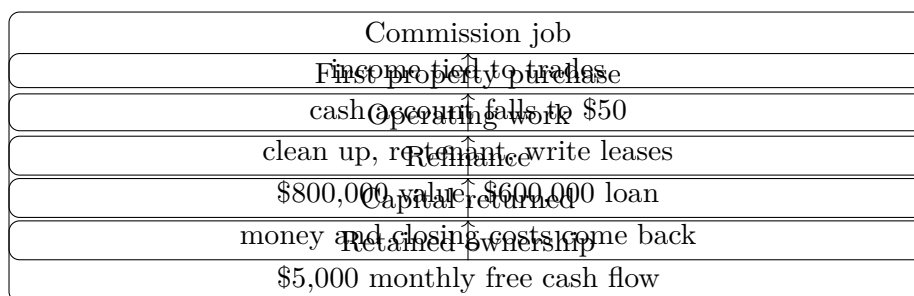 Commission job
income tied to trades
First property purchase
cash account falls to $50
Operating work
clean up, re-tenant, write leases
Refinance
$800,000 value, $600,000 loan
Capital returned
money and closing costs come back
Retained ownership
$5,000 monthly free cash flow